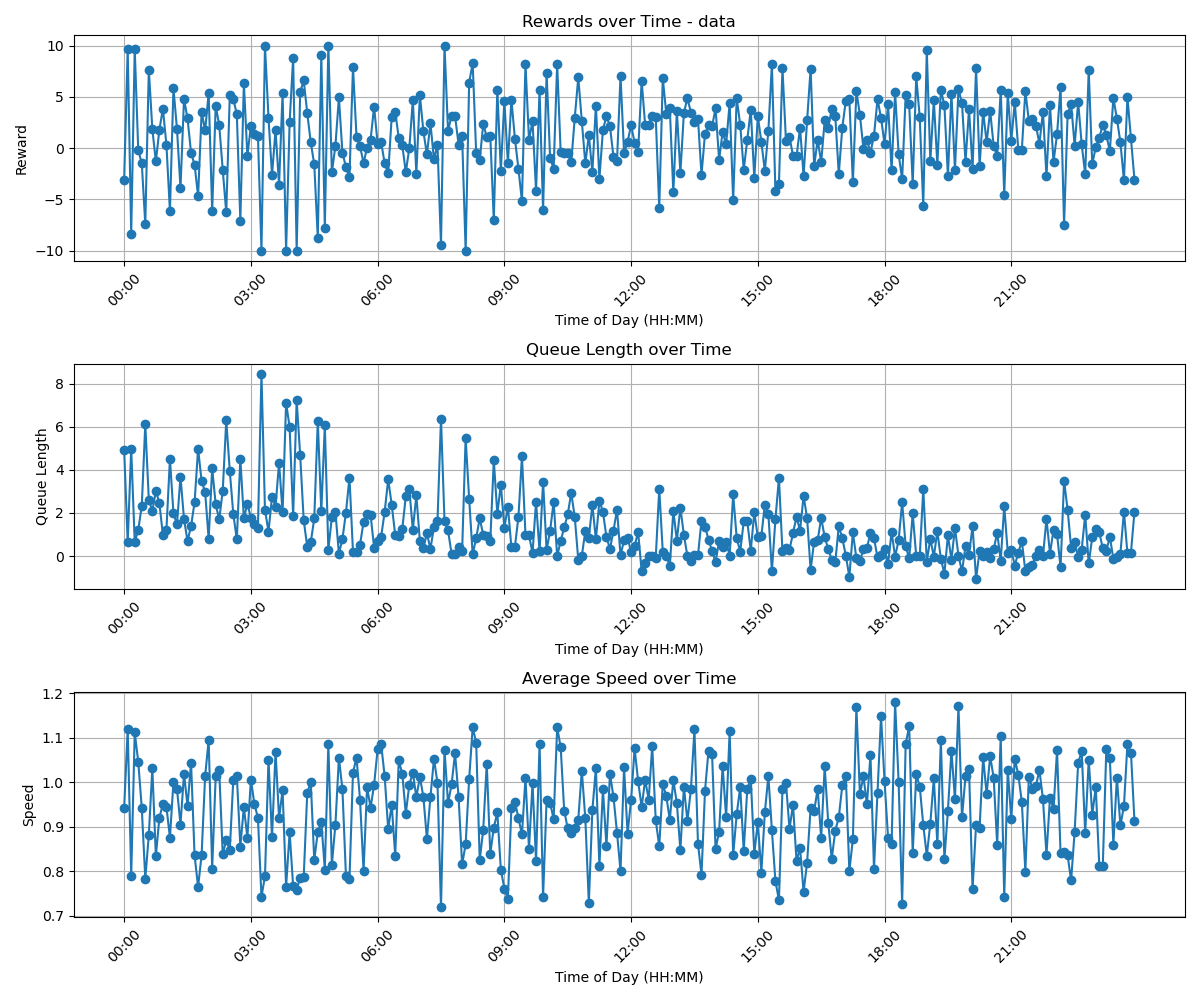 Rewards over Time - data
10
5
0
−5
−10
Reward
00:00 03:00 06:00 09:00 12:00 15:00 18:00 21:00
Time of Day (HH:MM)
Queue Length over Time
8
6
4
2
0
Queue Length
00:00 03:00 06:00 09:00 12:00 15:00 18:00 21:00
Time of Day (HH:MM)
Average Speed over Time
1.2
1.1
1.0
0.9
0.8
0.7
Speed
00:00 03:00 06:00 09:00 12:00 15:00 18:00 21:00
Time of Day (HH:MM)